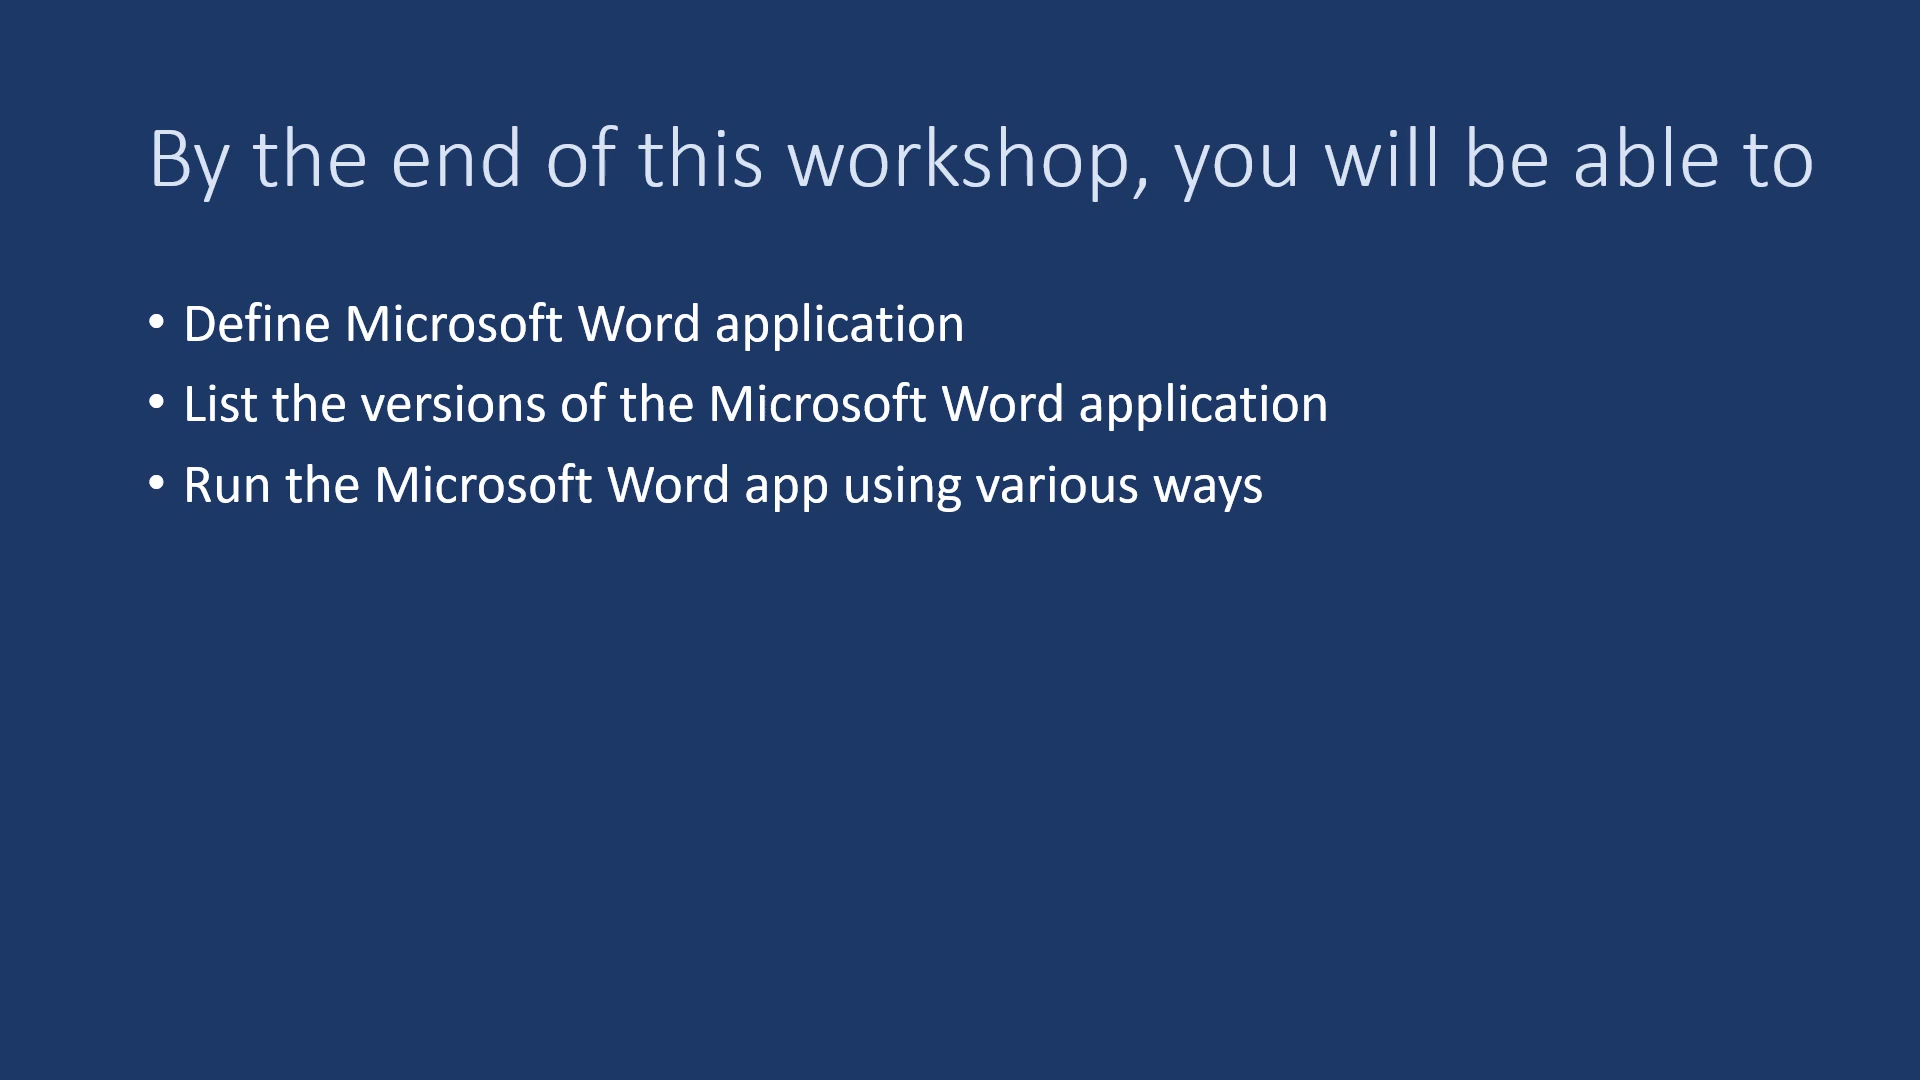 By the end of this workshop, you will be able to
• Define Microsoft Word application
• List the versions of the Microsoft Word application
• Run the Microsoft Word app using various ways